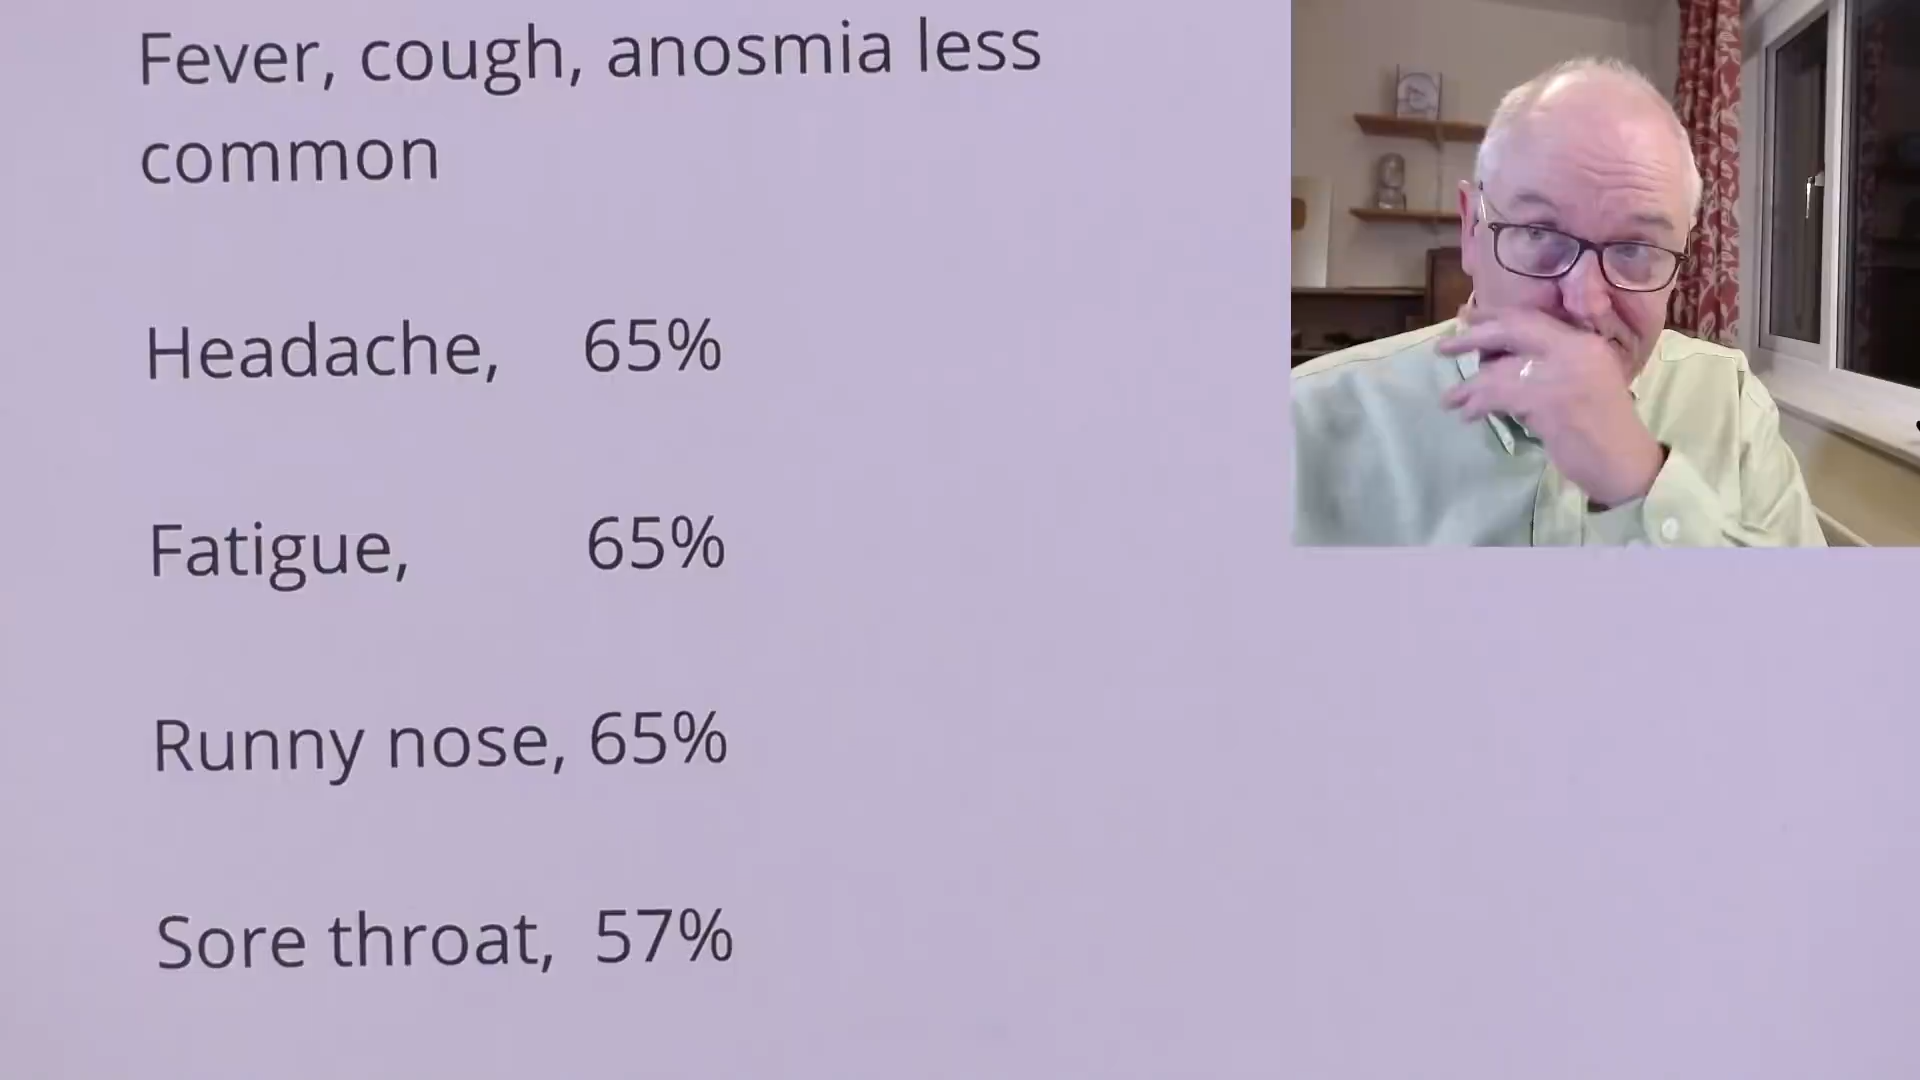 Fever, cough, anosmia less
common
Headache, 65%
Fatigue, 65%
Runny nose, 65%
Sore throat, 57%